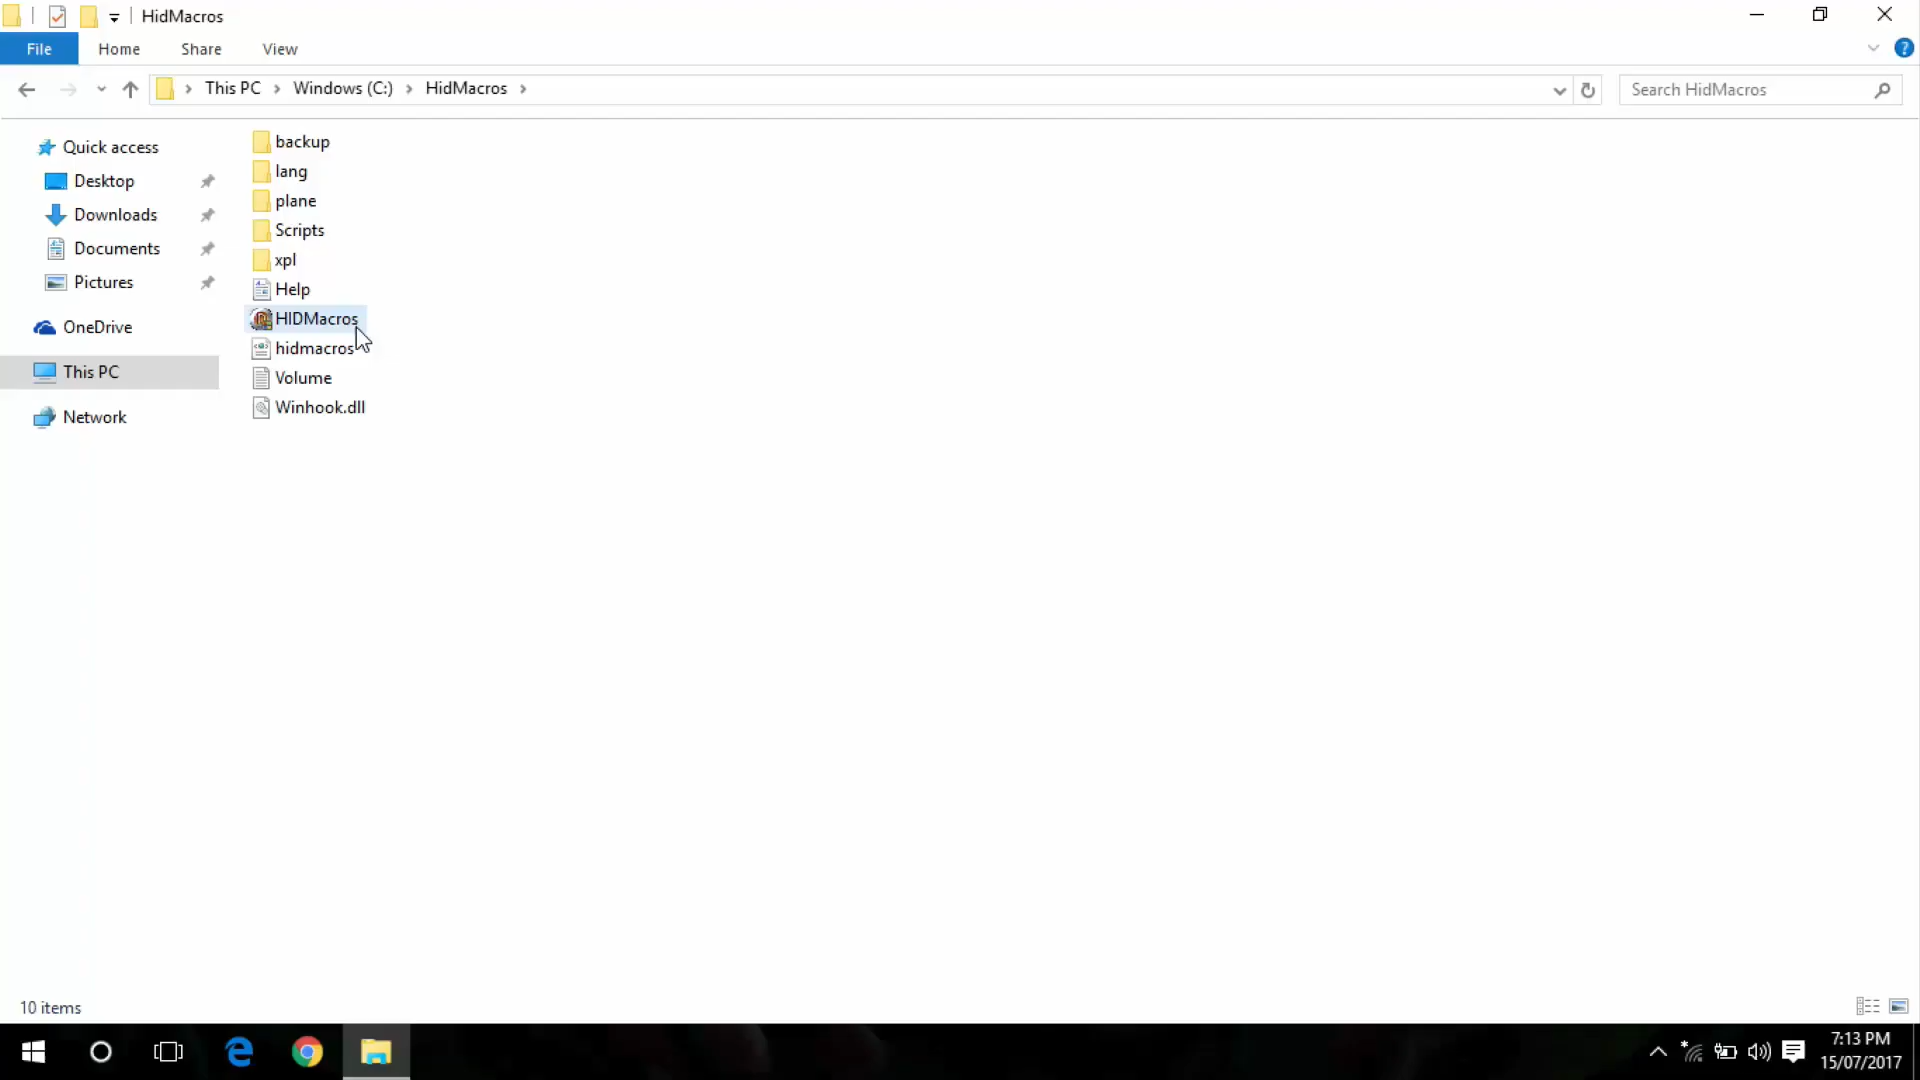 HidMacros
File Home Share View
This PC Windows (C:) HidMacros
Search HidMacros
Quick access
Desktop
Downloads
Documents
Pictures
OneDrive
This PC
Network
backup
lang
plane
Scripts
xpl
Help
HIDMacros
hidmacros
Volume
Winhook.dll
10 items
7:13 PM
15/07/2017